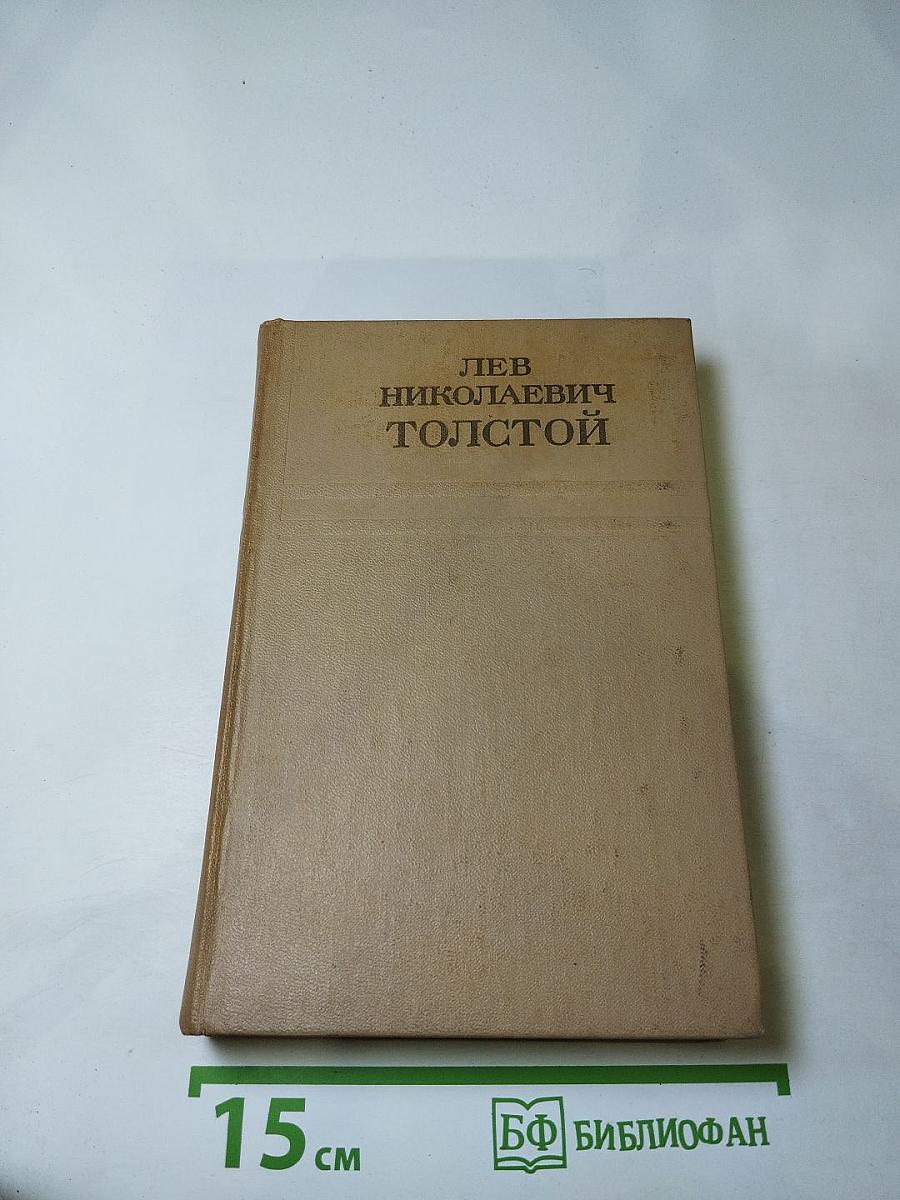 ЛЕВ
НИКОЛАЕВИЧ
ТОЛСТОЙ
15 см
БФ БИБЛИОФАН